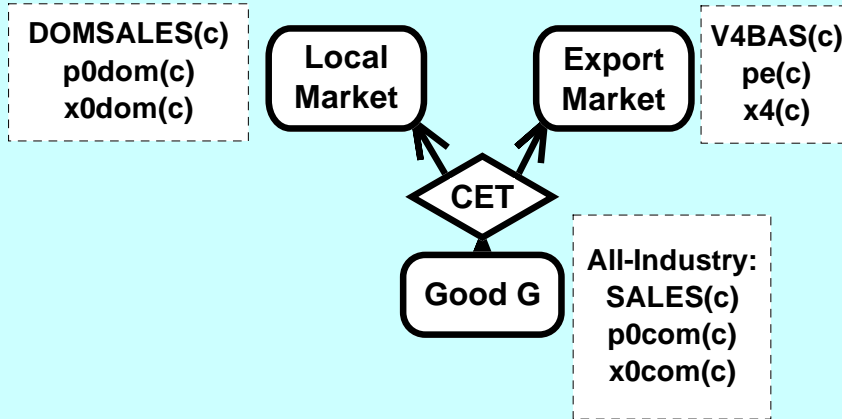 DOMSALES(c)
p0dom(c)
x0dom(c)
Local
Market
Export
Market
V4BAS(c)
pe(c)
x4(c)
CET
Good G
All-Industry:
SALES(c)
p0com(c)
x0com(c)